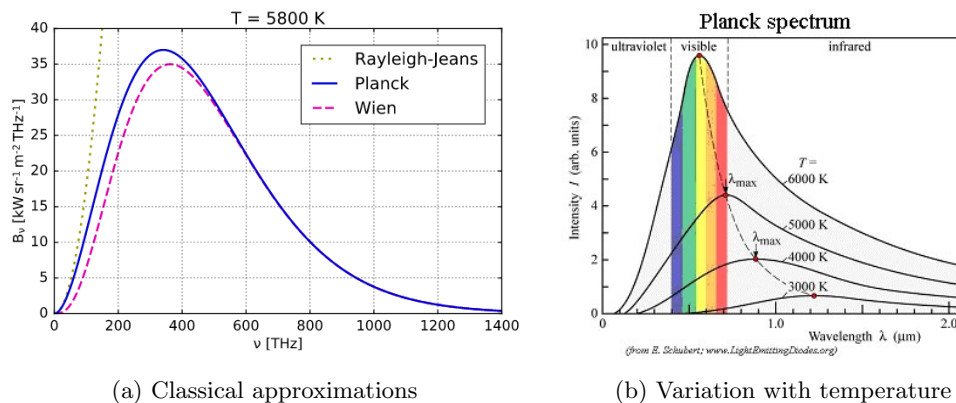 T = 5800 K
B_ν [kW sr⁻¹ m⁻² THz⁻¹]
40
35
30
25
20
15
10
5
0
Rayleigh-Jeans
Planck
Wien
0 200 400 600 800 1000 1200 1400
ν [THz]
(a) Classical approximations
Planck spectrum
ultraviolet visible infrared
Intensity I (arb. units)
10
8
6
4
2
0
T =
6000 K
λmax
5000 K
λmax
4000 K
3000 K
0 0.5 1.0 2.0
Wavelength λ (μm)
(from E. Schubert; www.LightEmittingDiodes.org)
(b) Variation with temperature